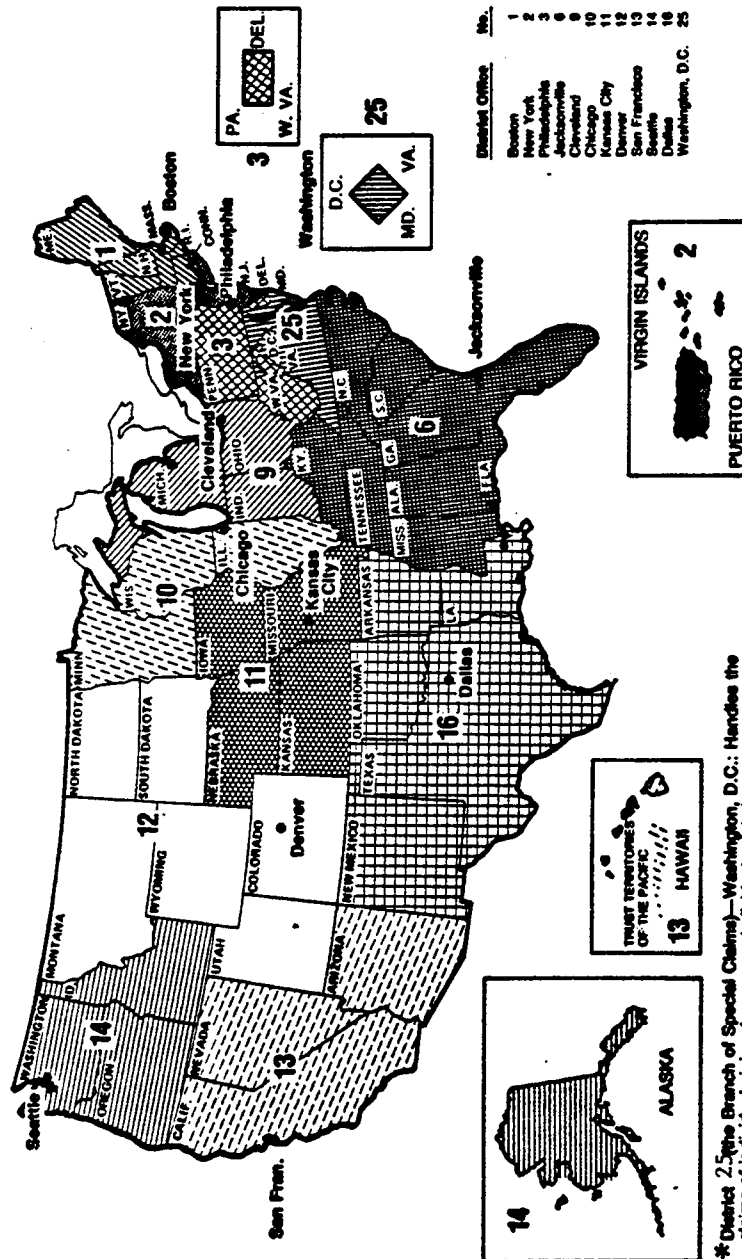 WASHINGTON
MONTANA
NORTH DAKOTA
MINN
ME.
Seattle
14
OREGON
ID.
12
SOUTH DAKOTA
WIS
10
MICH.
N.Y.
VT.
N.H.
1
MASS.
Boston
R.I.
CONN.
2
New York
WYOMING
NEBRASKA
IOWA
ILL.
Chicago
IND.
Cleveland
OHIO
9
PENN
3
Philadelphia
N.J.
DEL.
MD.
CALIF
NEVADA
UTAH
COLORADO
Denver
11
KANSAS
MISSOURI
Kansas
City
KY.
W.VA.
D.C.
VA.
25
San Fran.
13
ARIZONA
NEW MEXICO
TEXAS
OKLAHOMA
ARKANSAS
TENNESSEE
N.C.
S.C.
16
Dallas
LA.
MISS.
ALA.
GA.
6
FLA
Jacksonville
PA.
DEL.
W. VA.
3
Washington
D.C.
MD.
VA.
25
14
ALASKA
TRUST TERRITORIES
OF THE PACIFIC
13
HAWAII
VIRGIN ISLANDS
2
PUERTO RICO
District Office No.
Boston 1
New York 2
Philadelphia 3
Jacksonville 6
Cleveland 9
Chicago 10
Kansas City 11
Denver 12
San Francisco 13
Seattle 14
Dallas 16
Washington, D.C. 25
* District 25 (the Branch of Special Claims)—Washington, D.C.: Handles the